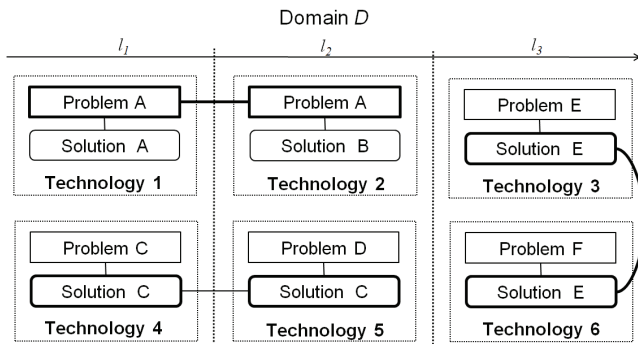 Domain D
l1 l2 l3
Problem A
Solution A
Technology 1
Problem A
Solution B
Technology 2
Problem E
Solution E
Technology 3
Problem C
Solution C
Technology 4
Problem D
Solution C
Technology 5
Problem F
Solution E
Technology 6